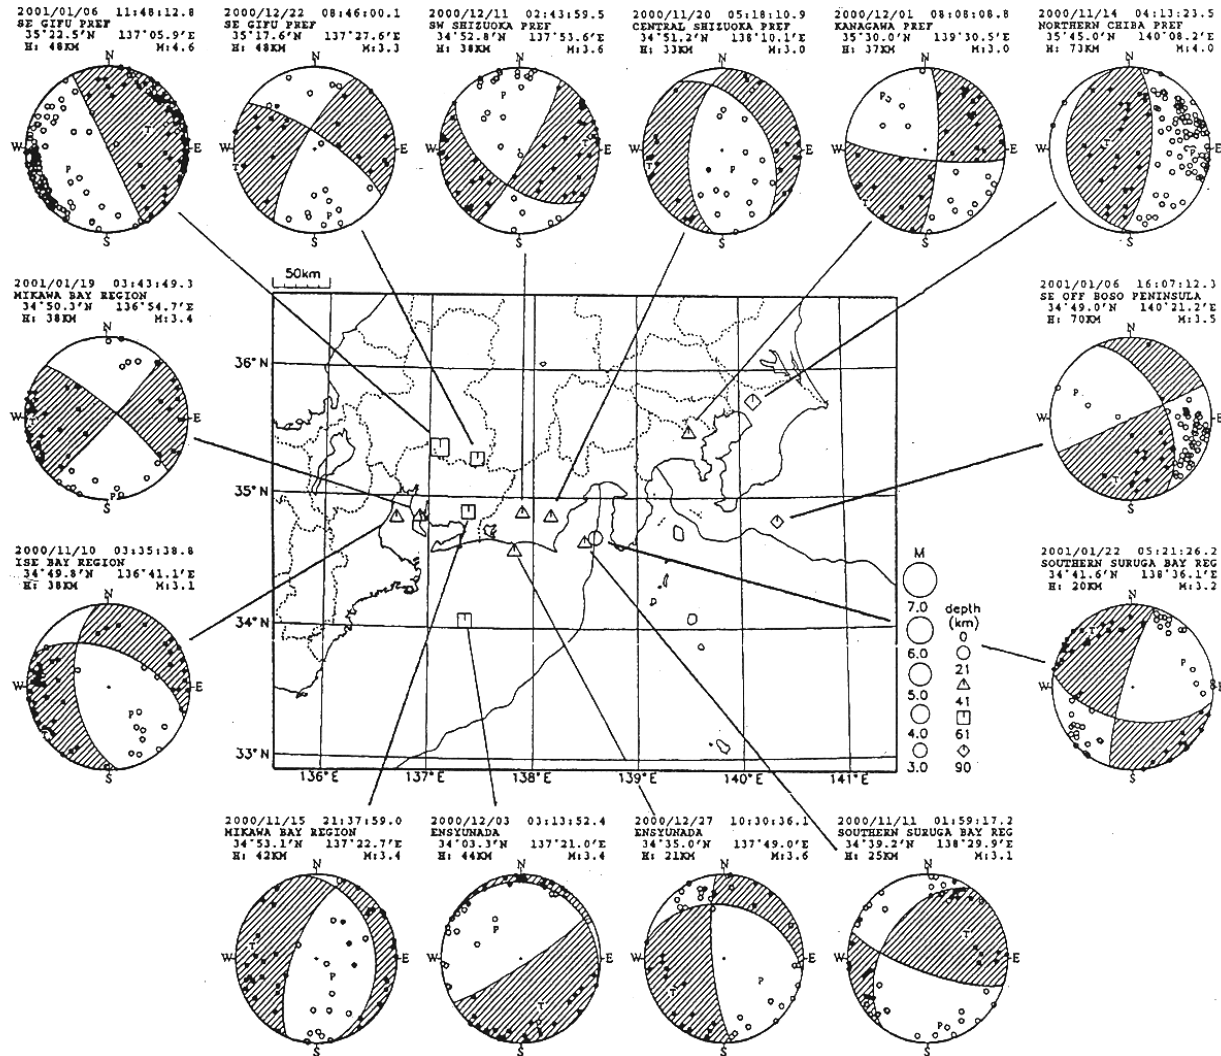 2001/01/06 11:48:12.8
SE GIFU PREF
35°22.5'N 137°05.9'E
H: 48KM M:4.6
N
W
E
S
T
P
2000/12/22 08:46:00.1
SE GIFU PREF
35°17.6'N 137°27.6'E
H: 48KM M:3.3
N
W
E
S
T
P
2000/12/11 02:43:59.5
SW SHIZUOKA PREF
34°52.8'N 137°53.6'E
H: 38KM M:3.6
N
W
E
S
P
T
2000/11/20 05:18:10.9
CENTRAL SHIZUOKA PREF
34°51.2'N 138°10.1'E
H: 33KM M:3.0
N
W
E
S
T
P
2000/12/01 08:08:08.8
KANAGAWA PREF
35°30.0'N 139°30.5'E
H: 37KM M:3.0
N
W
E
S
P
T
2000/11/14 04:13:23.5
NORTHERN CHIBA PREF
35°45.0'N 140°08.2'E
H: 73KM M:4.0
N
W
E
S
T
P
2001/01/19 03:43:49.3
MIKAWA BAY REGION
34°50.3'N 136°54.7'E
H: 38KM M:3.4
N
W
E
S
T
P
50km
36°N
35°N
34°N
33°N
136°E
137°E
138°E
139°E
140°E
141°E
M
7.0
6.0
5.0
4.0
3.0
depth
(km)
0
21
41
61
90
2001/01/06 16:07:12.3
SE OFF BOSO PENINSULA
34°49.0'N 140°21.2'E
H: 70KM M:3.5
N
W
E
S
P
T
2000/11/10 03:35:38.8
ISE BAY REGION
34°49.8'N 136°41.1'E
H: 38KM M:3.1
N
W
E
S
T
P
2001/01/22 05:21:26.2
SOUTHERN SURUGA BAY REG
34°41.6'N 138°36.1'E
H: 20KM M:3.2
N
W
E
S
T
P
2000/11/15 21:37:59.0
MIKAWA BAY REGION
34°53.1'N 137°22.7'E
H: 42KM M:3.4
N
W
E
S
T
P
2000/12/03 03:13:52.4
ENSYUNADA
34°03.3'N 137°21.0'E
H: 44KM M:3.4
N
W
E
S
P
T
2000/12/27 10:30:36.1
ENSYUNADA
34°35.0'N 137°49.0'E
H: 21KM M:3.6
N
W
E
S
T
P
2000/11/11 01:59:17.2
SOUTHERN SURUGA BAY REG
34°39.2'N 138°29.9'E
H: 25KM M:3.1
N
W
E
S
T
P